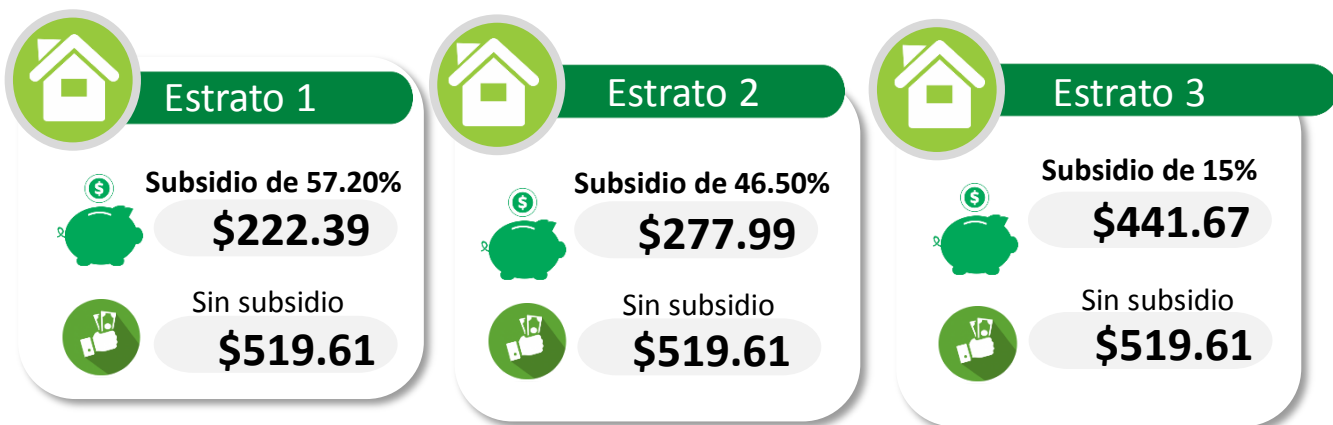 Estrato 1
Subsidio de 57.20%
$
$222.39
Sin subsidio
$519.61
Estrato 2
Subsidio de 46.50%
$
$277.99
Sin subsidio
$519.61
Estrato 3
Subsidio de 15%
$
$441.67
Sin subsidio
$519.61